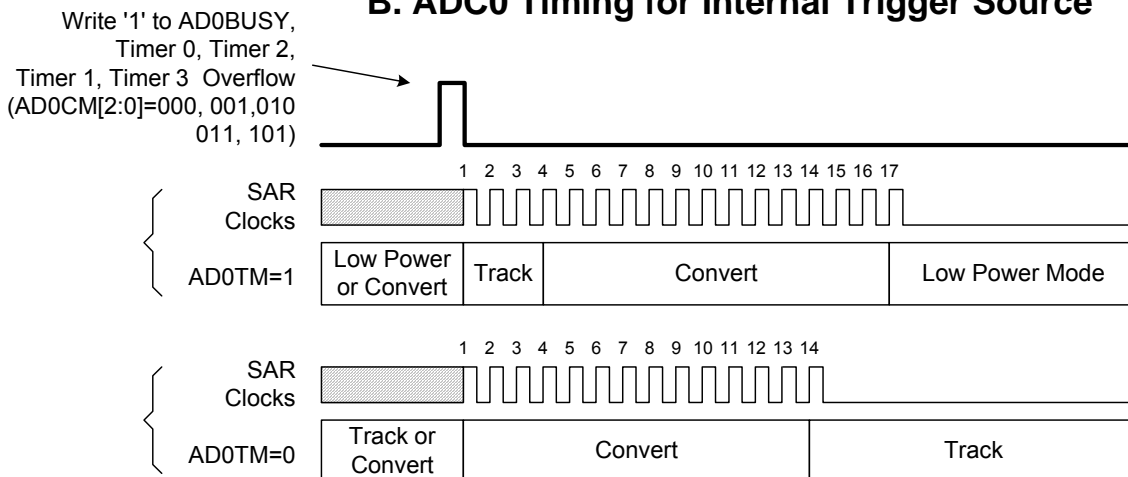 B. ADC0 Timing for Internal Trigger Source
Write '1' to AD0BUSY,
Timer 0, Timer 2,
Timer 1, Timer 3 Overflow
(AD0CM[2:0]=000, 001,010
011, 101)
1 2 3 4 5 6 7 8 9 10 11 12 13 14 15 16 17
SAR
Clocks
AD0TM=1
Low Power
or Convert
Track
Convert
Low Power Mode
1 2 3 4 5 6 7 8 9 10 11 12 13 14
SAR
Clocks
AD0TM=0
Track or
Convert
Convert
Track